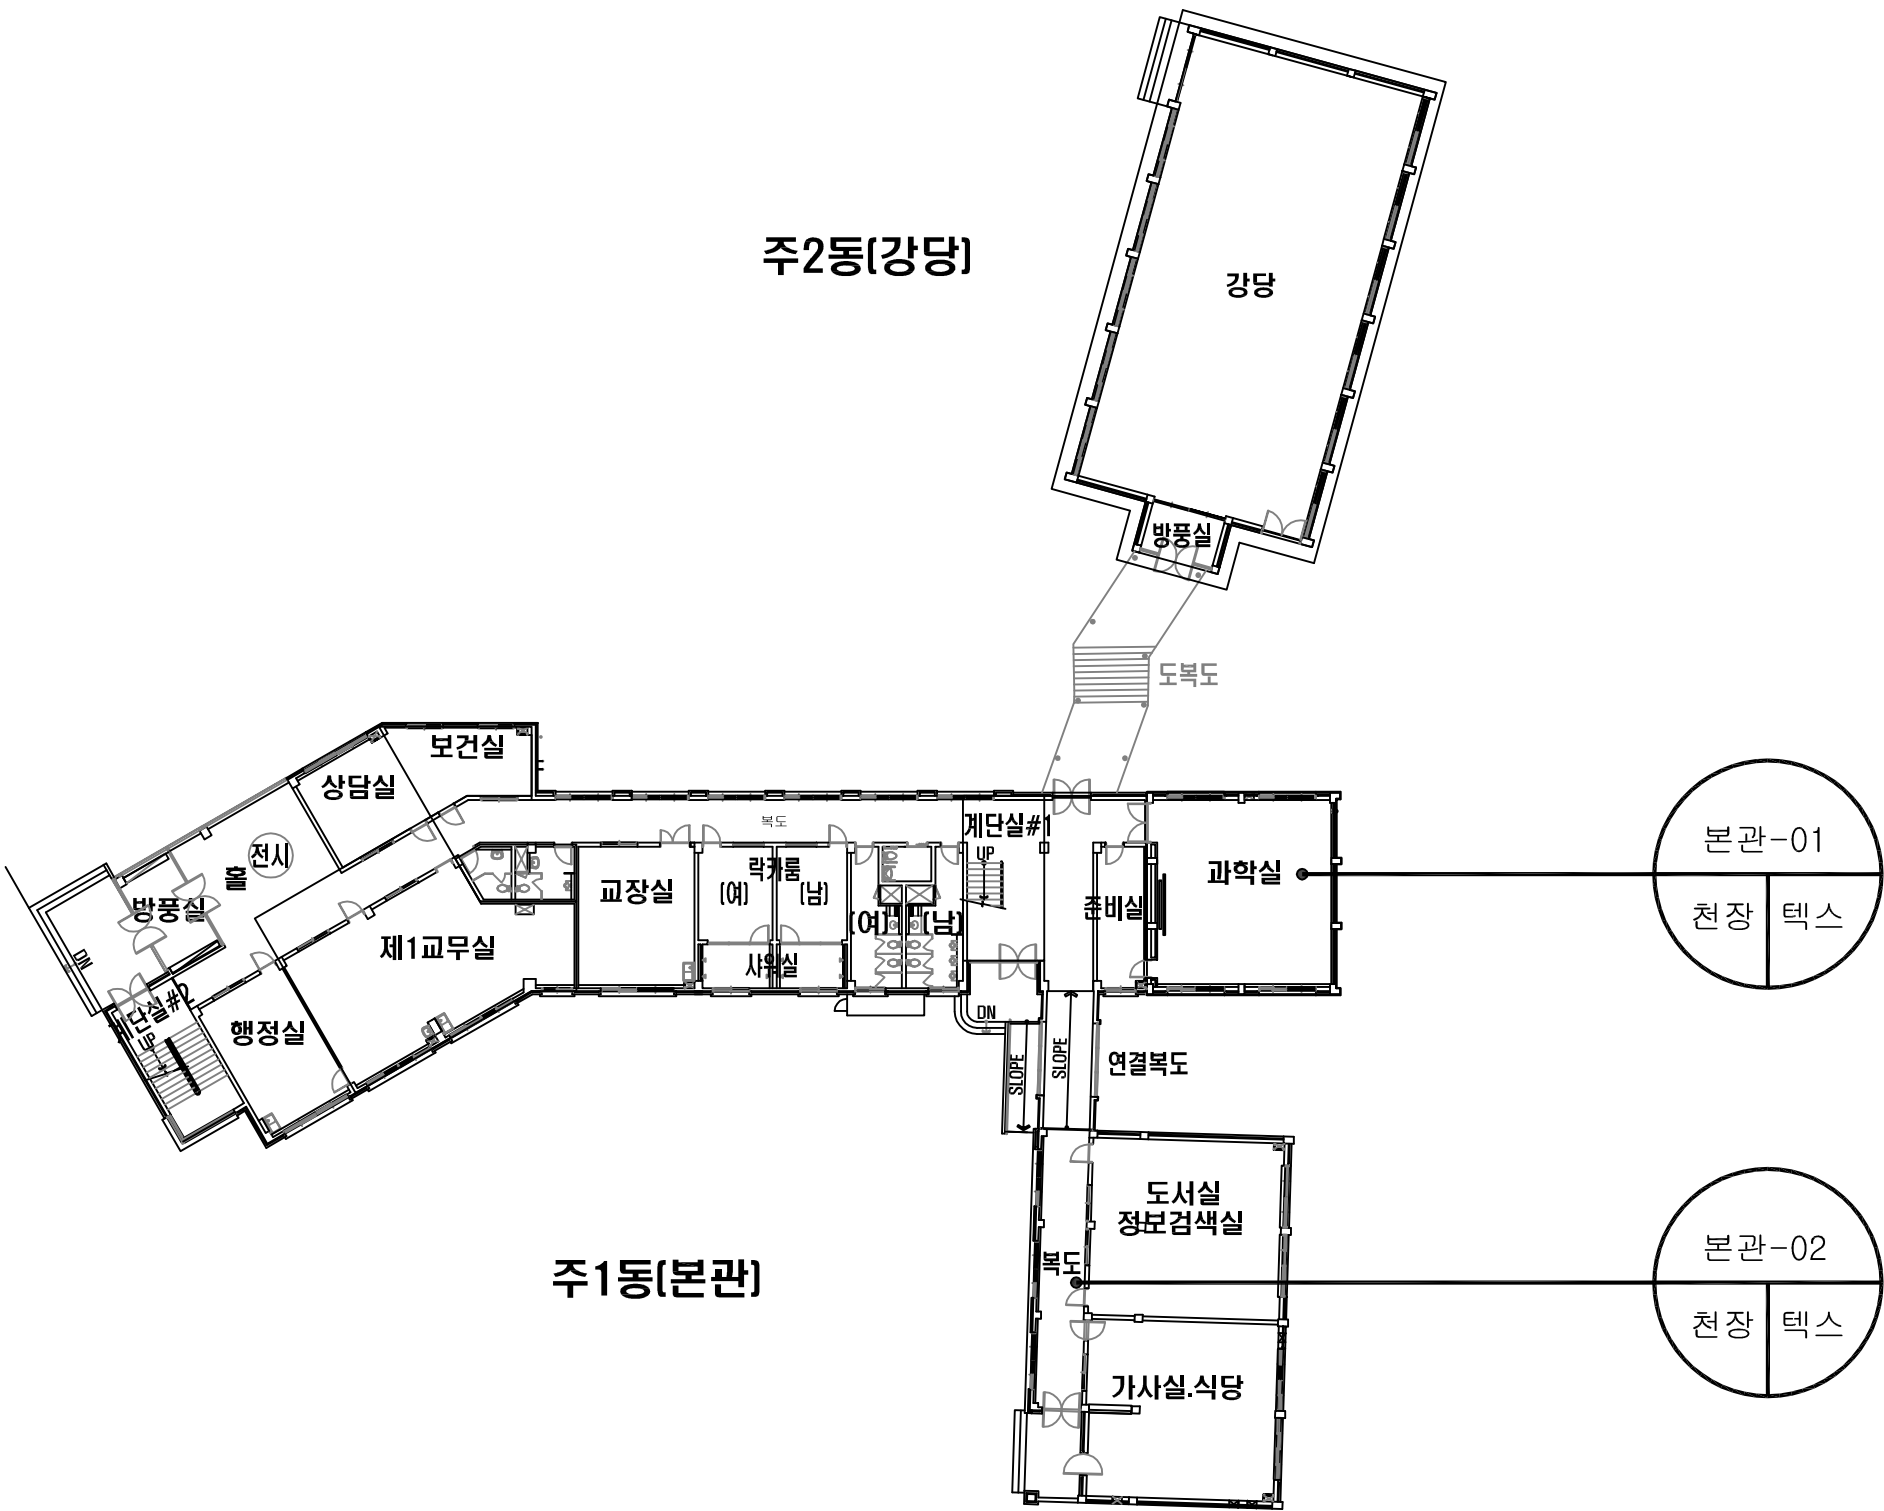 주2동(강당)
강당
방풍실
도복도
보건실
상담실
복도
계단실#1
UP
전시
홀
방풍실
DN
제1교무실
교장실
락카룸
(여)
(남)
샤워실
(여)
(남)
준비실
과학실
본관-01
천장
텍스
계단실#2
UP
행정실
DN
SLOPE
SLOPE
연결복도
도서실
정보검색실
복도
본관-02
천장
텍스
주1동(본관)
가사실.식당